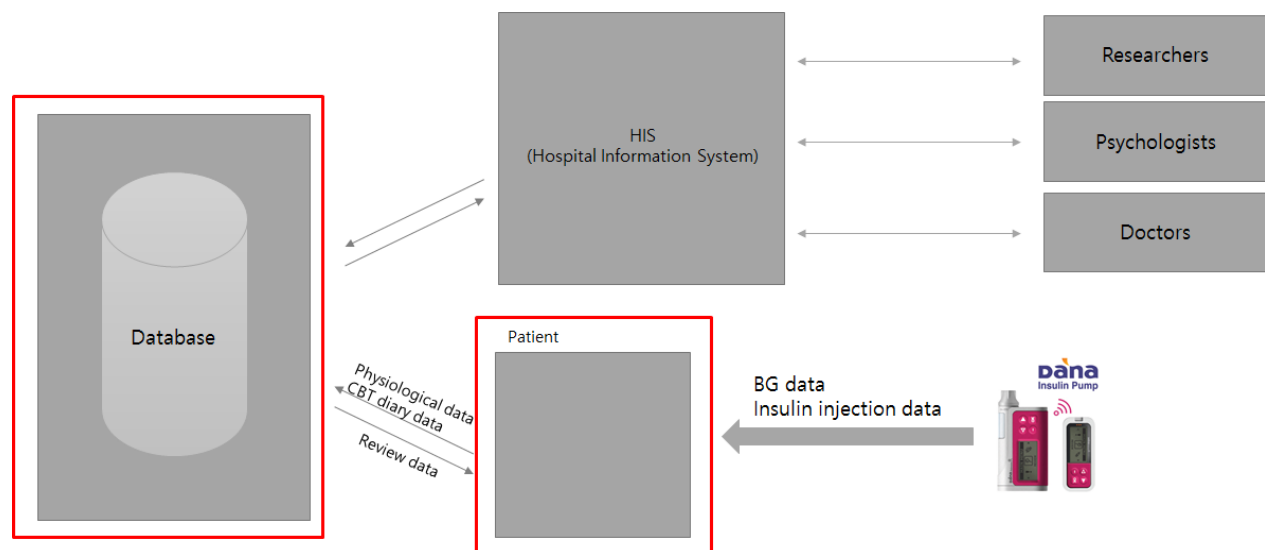 Researchers
HIS
(Hospital Information System)
Psychologists
Doctors
Database
Patient
Physiological data
CBT diary data
Review data
BG data
Insulin injection data
Dana
Insulin Pump